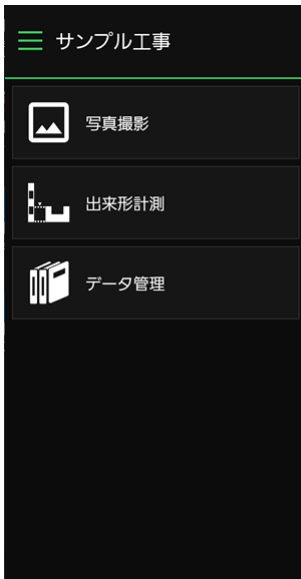 サンプル工事
写真撮影
出来形計測
データ管理